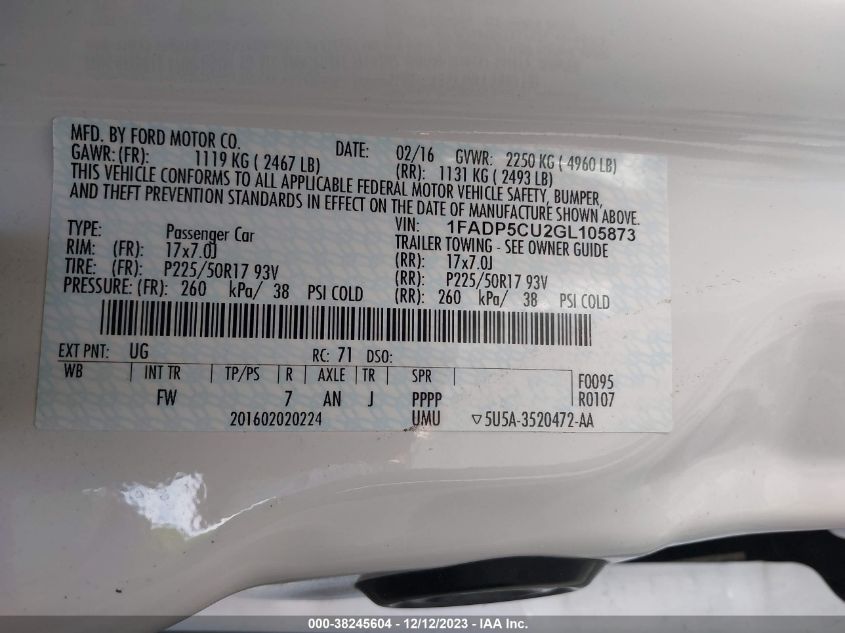 MFD. BY FORD MOTOR CO. DATE: 02/16 GVWR: 2250 KG ( 4960 LB)
GAWR: (FR): 1119 KG ( 2467 LB) (RR): 1131 KG ( 2493 LB)
THIS VEHICLE CONFORMS TO ALL APPLICABLE FEDERAL MOTOR VEHICLE SAFETY, BUMPER,
AND THEFT PREVENTION STANDARDS IN EFFECT ON THE DATE OF MANUFACTURE SHOWN ABOVE.
VIN: 1FADP5CU2GL105873
TYPE: Passenger Car TRAILER TOWING - SEE OWNER GUIDE
RIM: (FR): 17x7.0J (RR): 17x7.0J
TIRE: (FR): P225/50R17 93V (RR): P225/50R17 93V
PRESSURE: (FR): 260 kPa/ 38 PSI COLD (RR): 260 kPa/ 38 PSI COLD
EXT PNT: UG RC: 71 DSO:
WB INT TR TP/PS R AXLE TR SPR F0095
FW 7 AN J PPPP R0107
201602020224 UMU ▽5U5A-3520472-AA
000-38245604 - 12/12/2023 - IAA Inc.